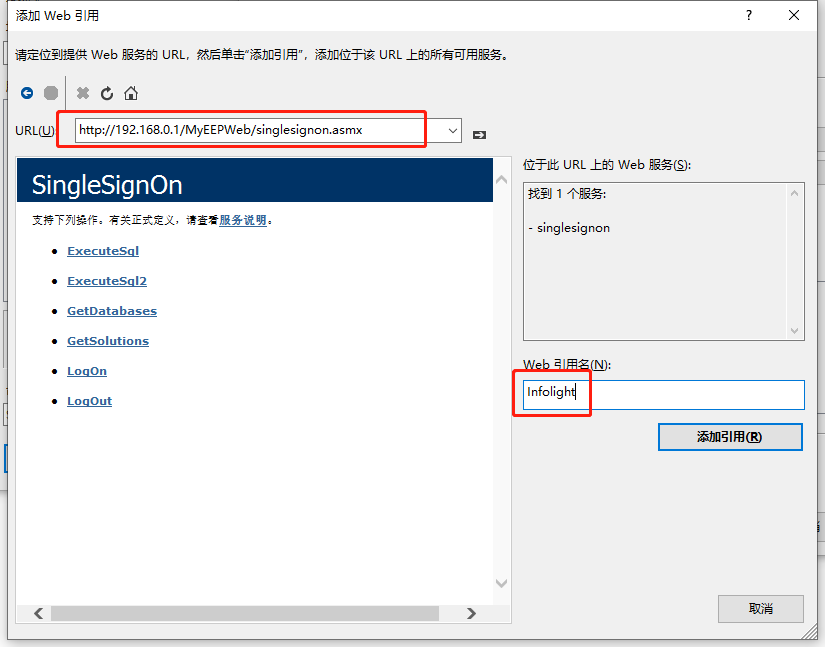 添加 Web 引用
请定位到提供 Web 服务的 URL，然后单击“添加引用”，添加位于该 URL 上的所有可用服务。
URL(U)
http://192.168.0.1/MyEEPWeb/singlesignon.asmx
SingleSignOn
支持下列操作。有关正式定义，请查看服务说明。
ExecuteSql
ExecuteSql2
GetDatabases
GetSolutions
LogOn
LogOut
位于此 URL 上的 Web 服务(S):
找到 1 个服务:
- singlesignon
Web 引用名(N):
Infolight
添加引用(R)
取消